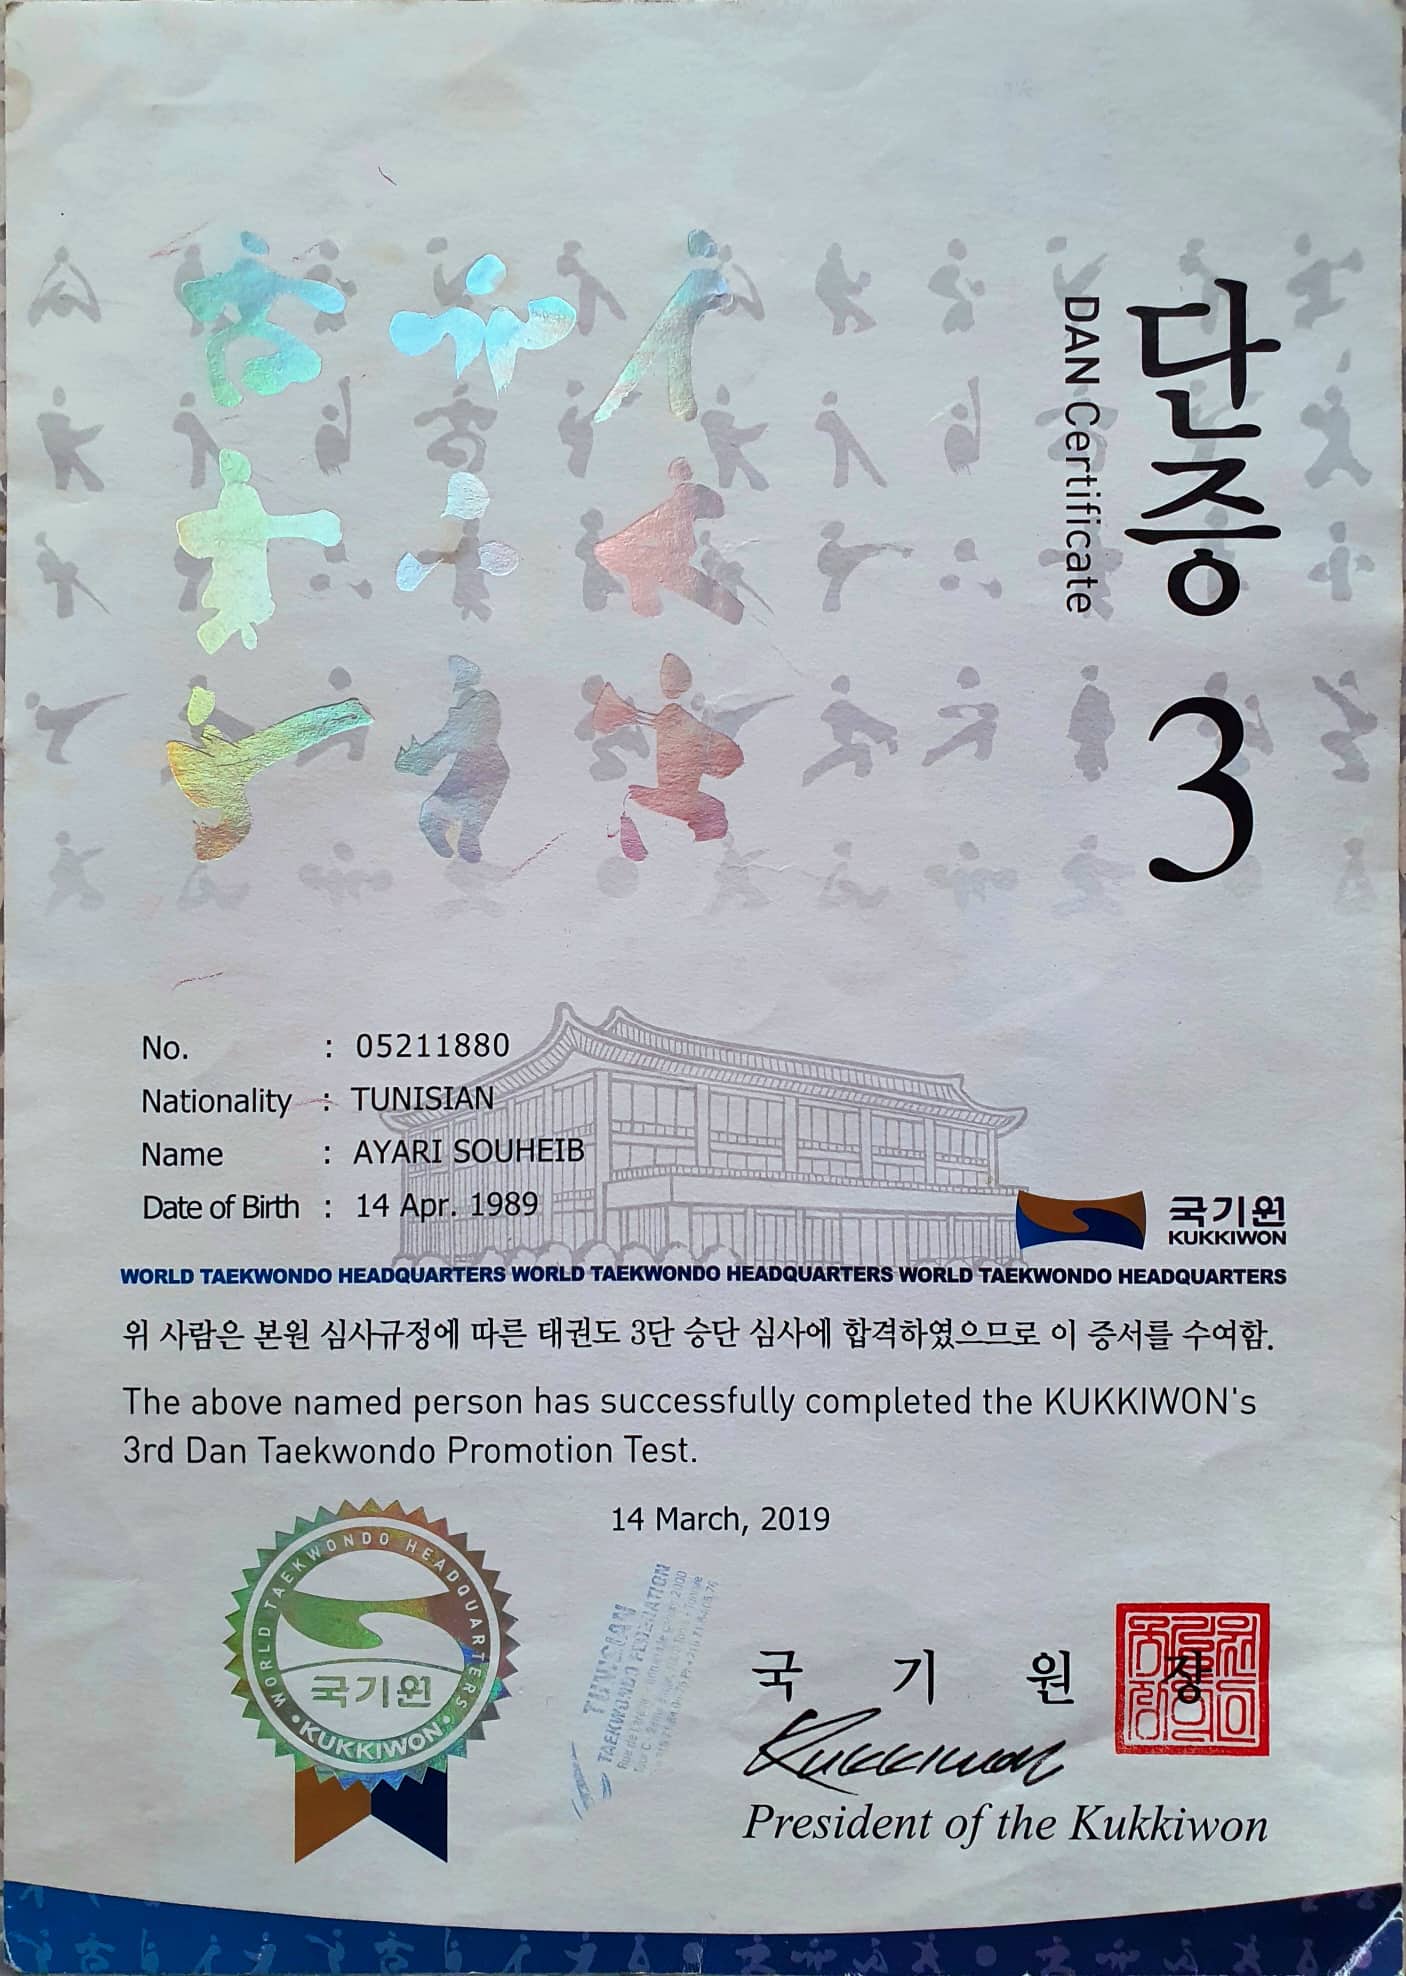 단증
DAN Certificate
3
No. : 05211880
Nationality : TUNISIAN
Name : AYARI SOUHEIB
Date of Birth : 14 Apr. 1989
국기원
KUKKIWON
WORLD TAEKWONDO HEADQUARTERS WORLD TAEKWONDO HEADQUARTERS WORLD TAEKWONDO HEADQUARTERS
위 사람은 본원 심사규정에 따른 태권도 3단 승단 심사에 합격하였으므로 이 증서를 수여함.
The above named person has successfully completed the KUKKIWON's
3rd Dan Taekwondo Promotion Test.
14 March, 2019
WORLD TAEKWONDO HEADQUARTERS
국기원
KUKKIWON
TUNISIAN
TAEKWONDO FEDERATION
국 기 원 장
Kukkiwon
President of the Kukkiwon